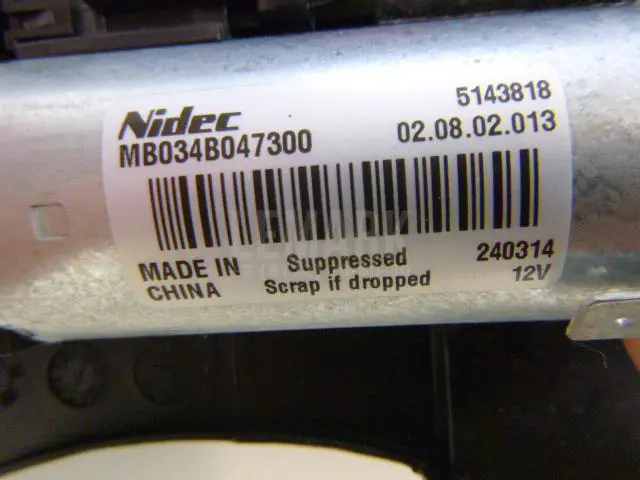 Nidec
5143818
MB034B047300
02.08.02.013
MADE IN
CHINA
Suppressed
Scrap if dropped
240314
12V